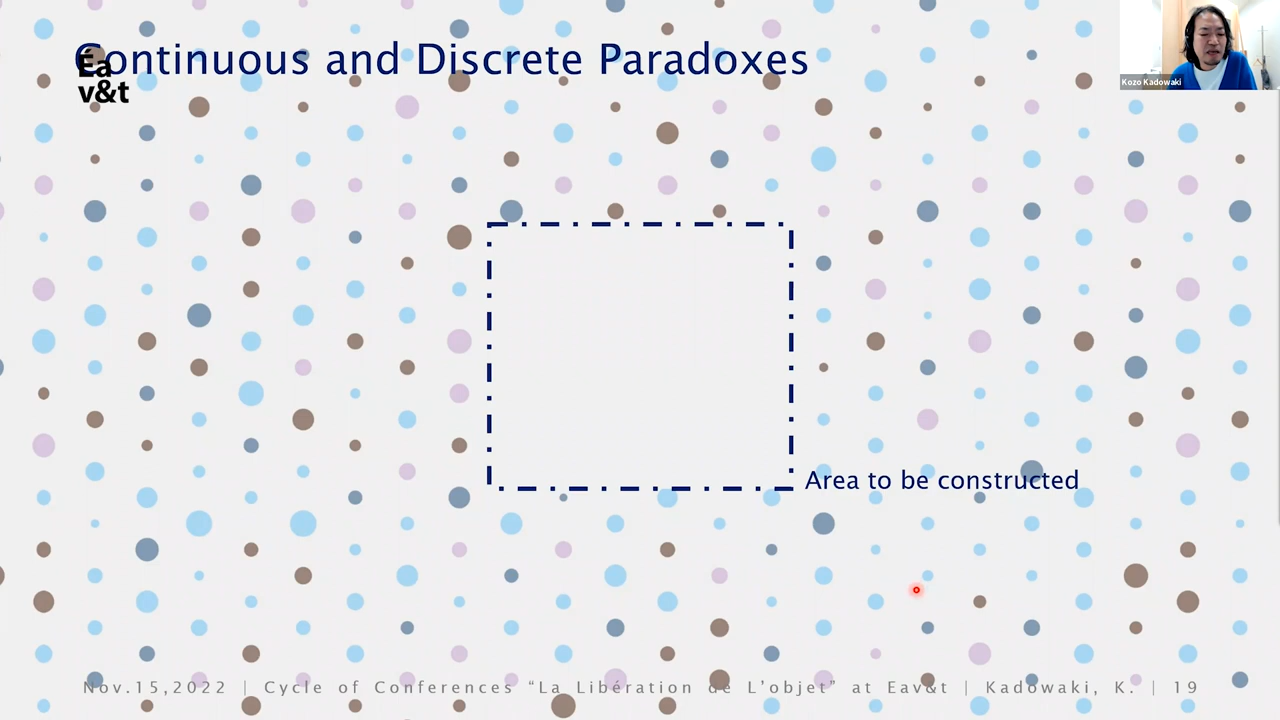 Continuous and Discrete Paradoxes
Éa
v&t
Kozo Kadowaki
Area to be constructed
Nov.15,2022 | Cycle of Conferences “La Libération de L’objet” at Eav&t | Kadowaki, K. | 19